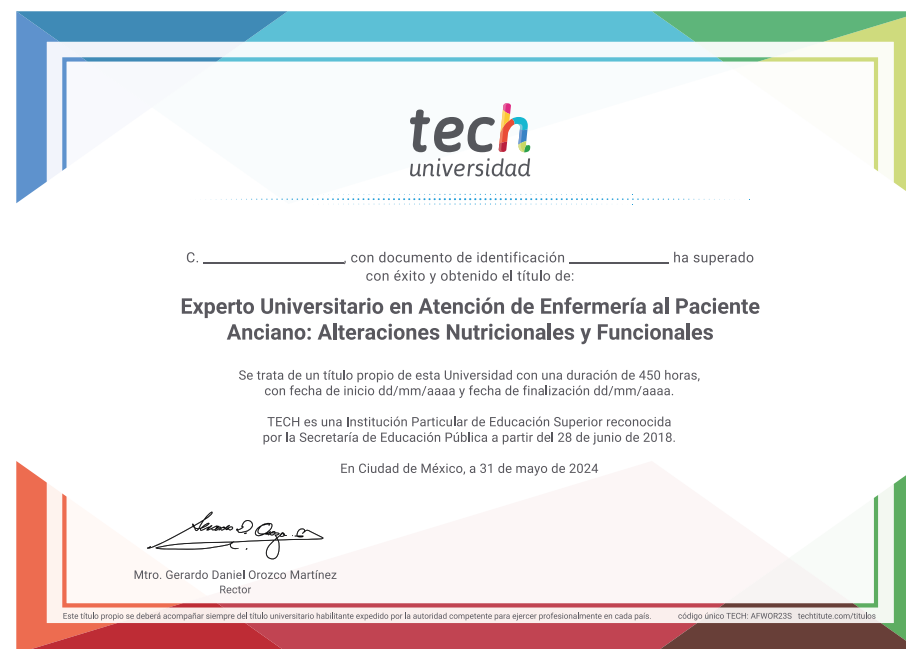 tech
universidad
C. ____________, con documento de identificación ____________ ha superado
con éxito y obtenido el título de:
Experto Universitario en Atención de Enfermería al Paciente
Anciano: Alteraciones Nutricionales y Funcionales
Se trata de un título propio de esta Universidad con una duración de 450 horas,
con fecha de inicio dd/mm/aaaa y fecha de finalización dd/mm/aaaa.
TECH es una Institución Particular de Educación Superior reconocida
por la Secretaría de Educación Pública a partir del 28 de junio de 2018.
En Ciudad de México, a 31 de mayo de 2024
Mtro. Gerardo Daniel Orozco Martínez
Rector
Este título propio se deberá acompañar siempre del título universitario habilitante expedido por la autoridad competente para ejercer profesionalmente en cada país. código único TECH: AFWOR23S techtitute.com/titulos